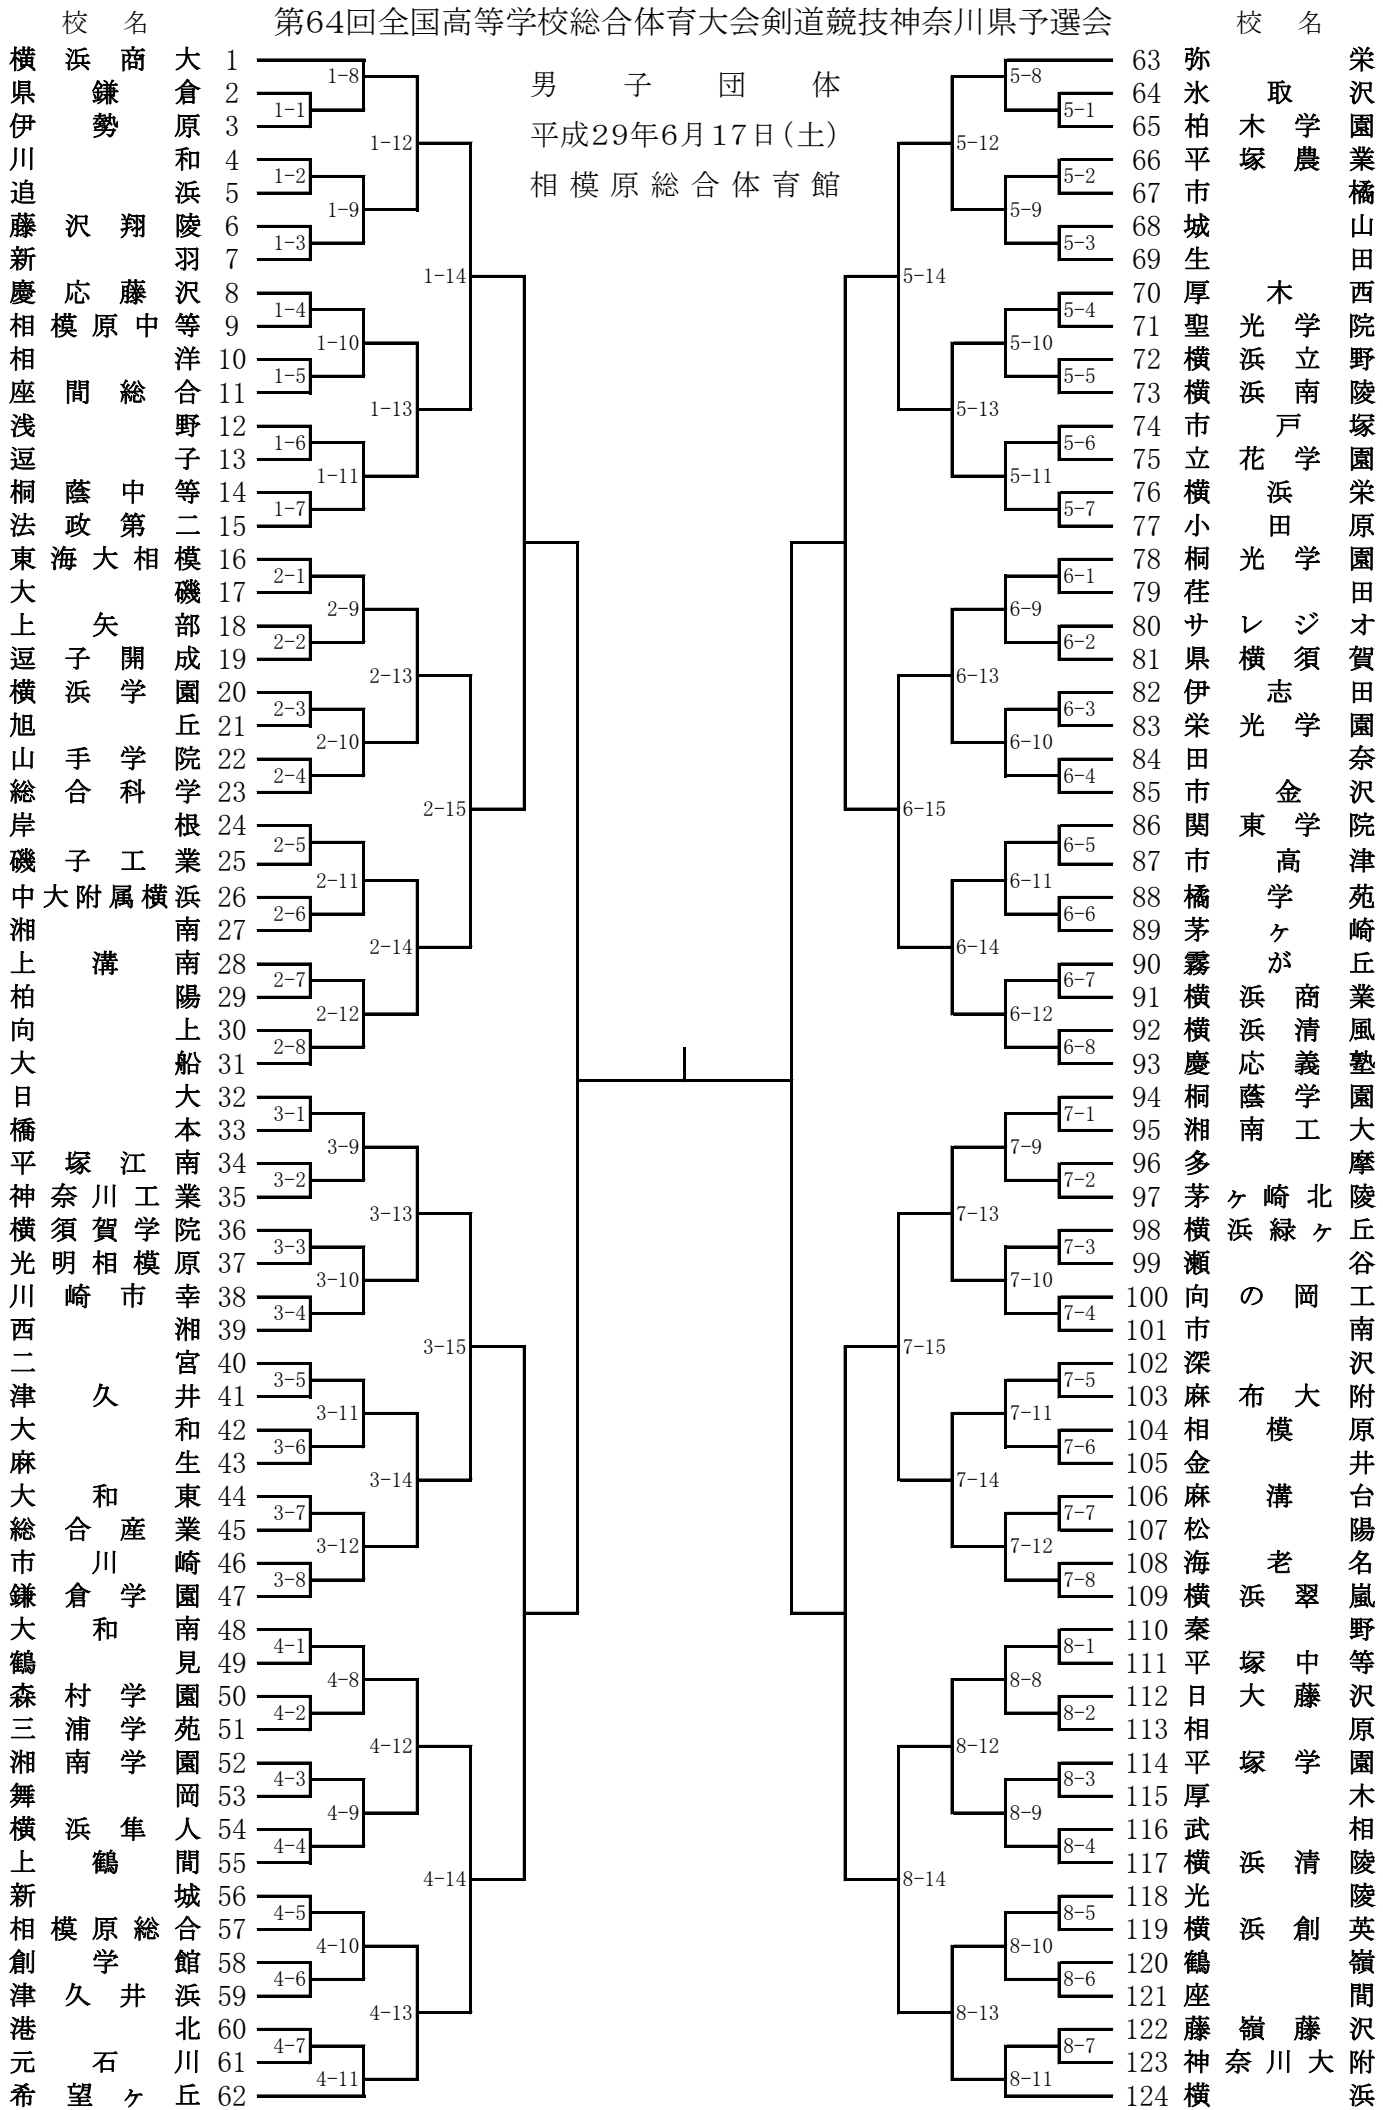 第64回全国高等学校総合体育大会剣道競技神奈川県予選会
男子団体
平成29年6月17日(土)
相模原総合体育館
校名
横浜商大 1
県鎌倉 2
伊勢原 3
川和 4
追浜 5
藤沢翔陵 6
新羽 7
慶応藤沢 8
相模原中等 9
相洋 10
座間総合 11
浅野 12
逗子 13
桐蔭中等 14
法政第二 15
東海大相模 16
大磯 17
上矢部 18
逗子開成 19
横浜学園 20
旭丘 21
山手学院 22
総合科学 23
岸根 24
磯子工業 25
中大附属横浜 26
湘南 27
上溝南 28
柏陽 29
向上 30
大船 31
日大 32
橋本 33
平塚江南 34
神奈川工業 35
横須賀学院 36
光明相模原 37
川崎市幸 38
西湘 39
二宮 40
津久井 41
大和 42
麻生 43
大和東 44
総合産業 45
市川崎 46
鎌倉学園 47
大和南 48
鶴見 49
森村学園 50
三浦学苑 51
湘南学園 52
舞岡 53
横浜隼人 54
上鶴間 55
新城 56
相模原総合 57
創学館 58
津久井浜 59
港北 60
元石川 61
希望ヶ丘 62
1-8
1-1
1-12
1-2
1-9
1-3
1-14
1-4
1-10
1-5
1-13
1-6
1-11
1-7
2-1
2-9
2-2
2-13
2-3
2-10
2-4
2-15
2-5
2-11
2-6
2-14
2-7
2-12
2-8
3-1
3-9
3-2
3-13
3-3
3-10
3-4
3-15
3-5
3-11
3-6
3-14
3-7
3-12
3-8
4-1
4-8
4-2
4-12
4-3
4-9
4-4
4-14
4-5
4-10
4-6
4-13
4-7
4-11
校名
63 弥栄
64 氷取沢
65 柏木学園
66 平塚農業
67 市橘
68 城山
69 生田
70 厚木西
71 聖光学院
72 横浜立野
73 横浜南陵
74 市戸塚
75 立花学園
76 横浜栄
77 小田原
78 桐光学園
79 荏田
80 サレジオ
81 県横須賀
82 伊志田
83 栄光学園
84 田奈
85 市金沢
86 関東学院
87 市高津
88 橘学苑
89 茅ヶ崎
90 霧が丘
91 横浜商業
92 横浜清風
93 慶応義塾
94 桐蔭学園
95 湘南工大
96 多摩
97 茅ヶ崎北陵
98 横浜緑ヶ丘
99 瀬谷
100 向の岡工
101 市南
102 深沢
103 麻布大附
104 相模原
105 金井
106 麻溝台
107 松陽
108 海老名
109 横浜翠嵐
110 秦野
111 平塚中等
112 日大藤沢
113 相原
114 平塚学園
115 厚木
116 武相
117 横浜清陵
118 光陵
119 横浜創英
120 鶴嶺
121 座間
122 藤嶺藤沢
123 神奈川大附
124 横浜
5-8
5-1
5-12
5-2
5-9
5-3
5-14
5-4
5-10
5-5
5-13
5-6
5-11
5-7
6-1
6-9
6-2
6-13
6-3
6-10
6-4
6-15
6-5
6-11
6-6
6-14
6-7
6-12
6-8
7-1
7-9
7-2
7-13
7-3
7-10
7-4
7-15
7-5
7-11
7-6
7-14
7-7
7-12
7-8
8-1
8-8
8-2
8-12
8-3
8-9
8-4
8-14
8-5
8-10
8-6
8-13
8-7
8-11